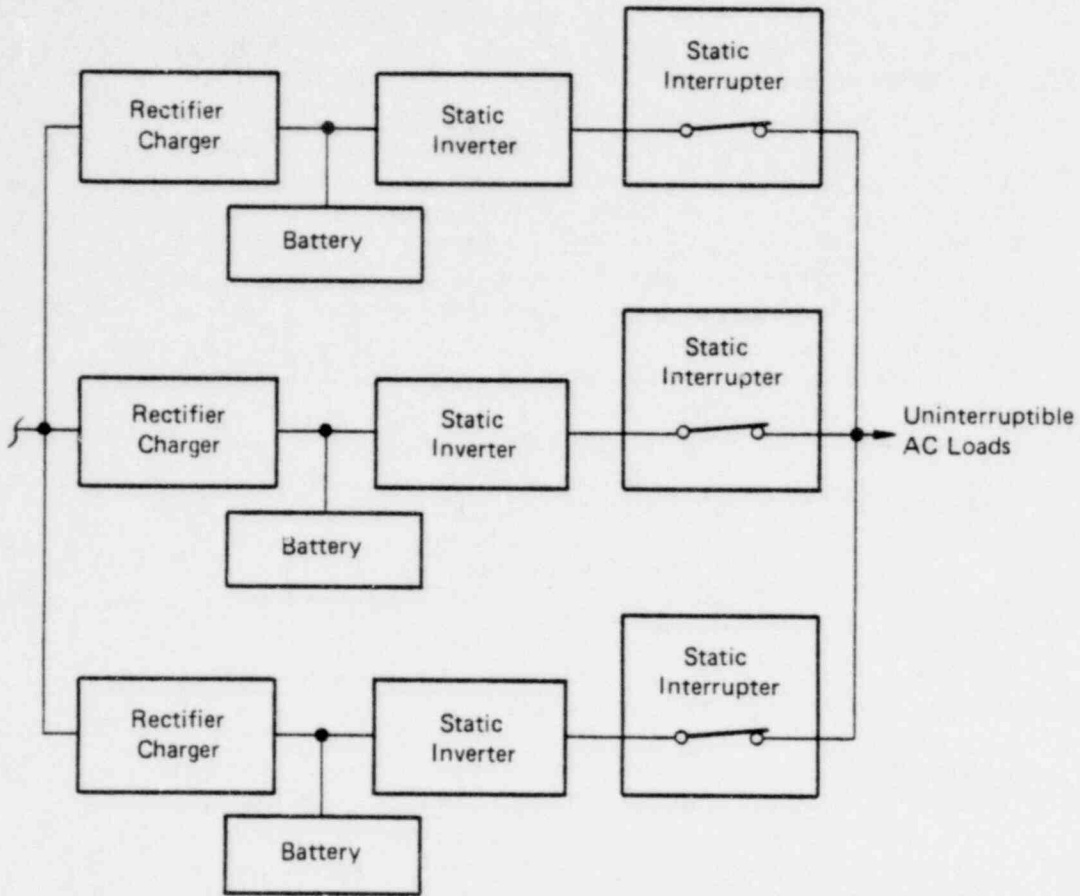 Static
Interrupter
Rectifier
Charger
Static
Inverter
Battery
Static
Interrupter
Rectifier
Charger
Static
Inverter
Uninterruptible
AC Loads
Battery
Static
Interrupter
Rectifier
Charger
Static
Inverter
Battery